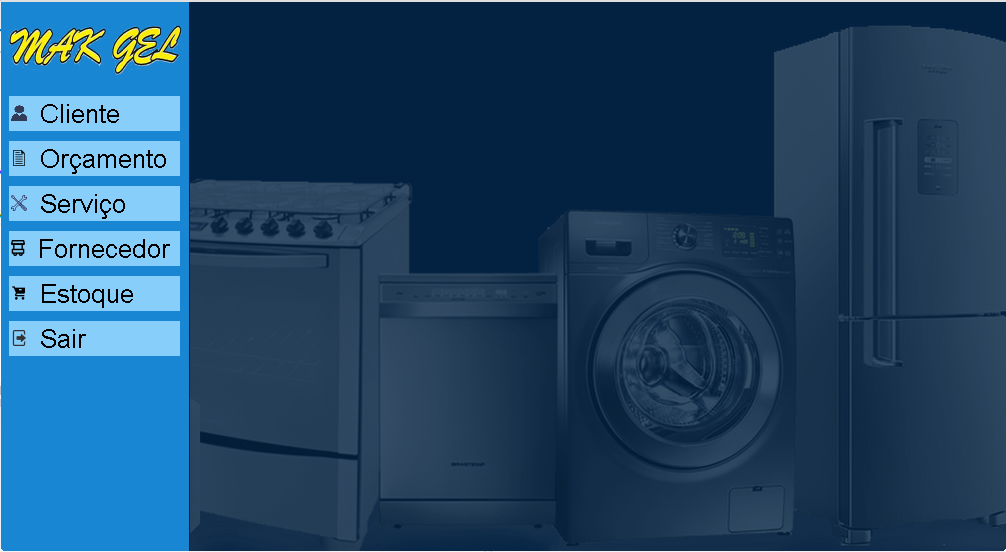 MAK GEL
Cliente
Orçamento
Serviço
Fornecedor
Estoque
Sair